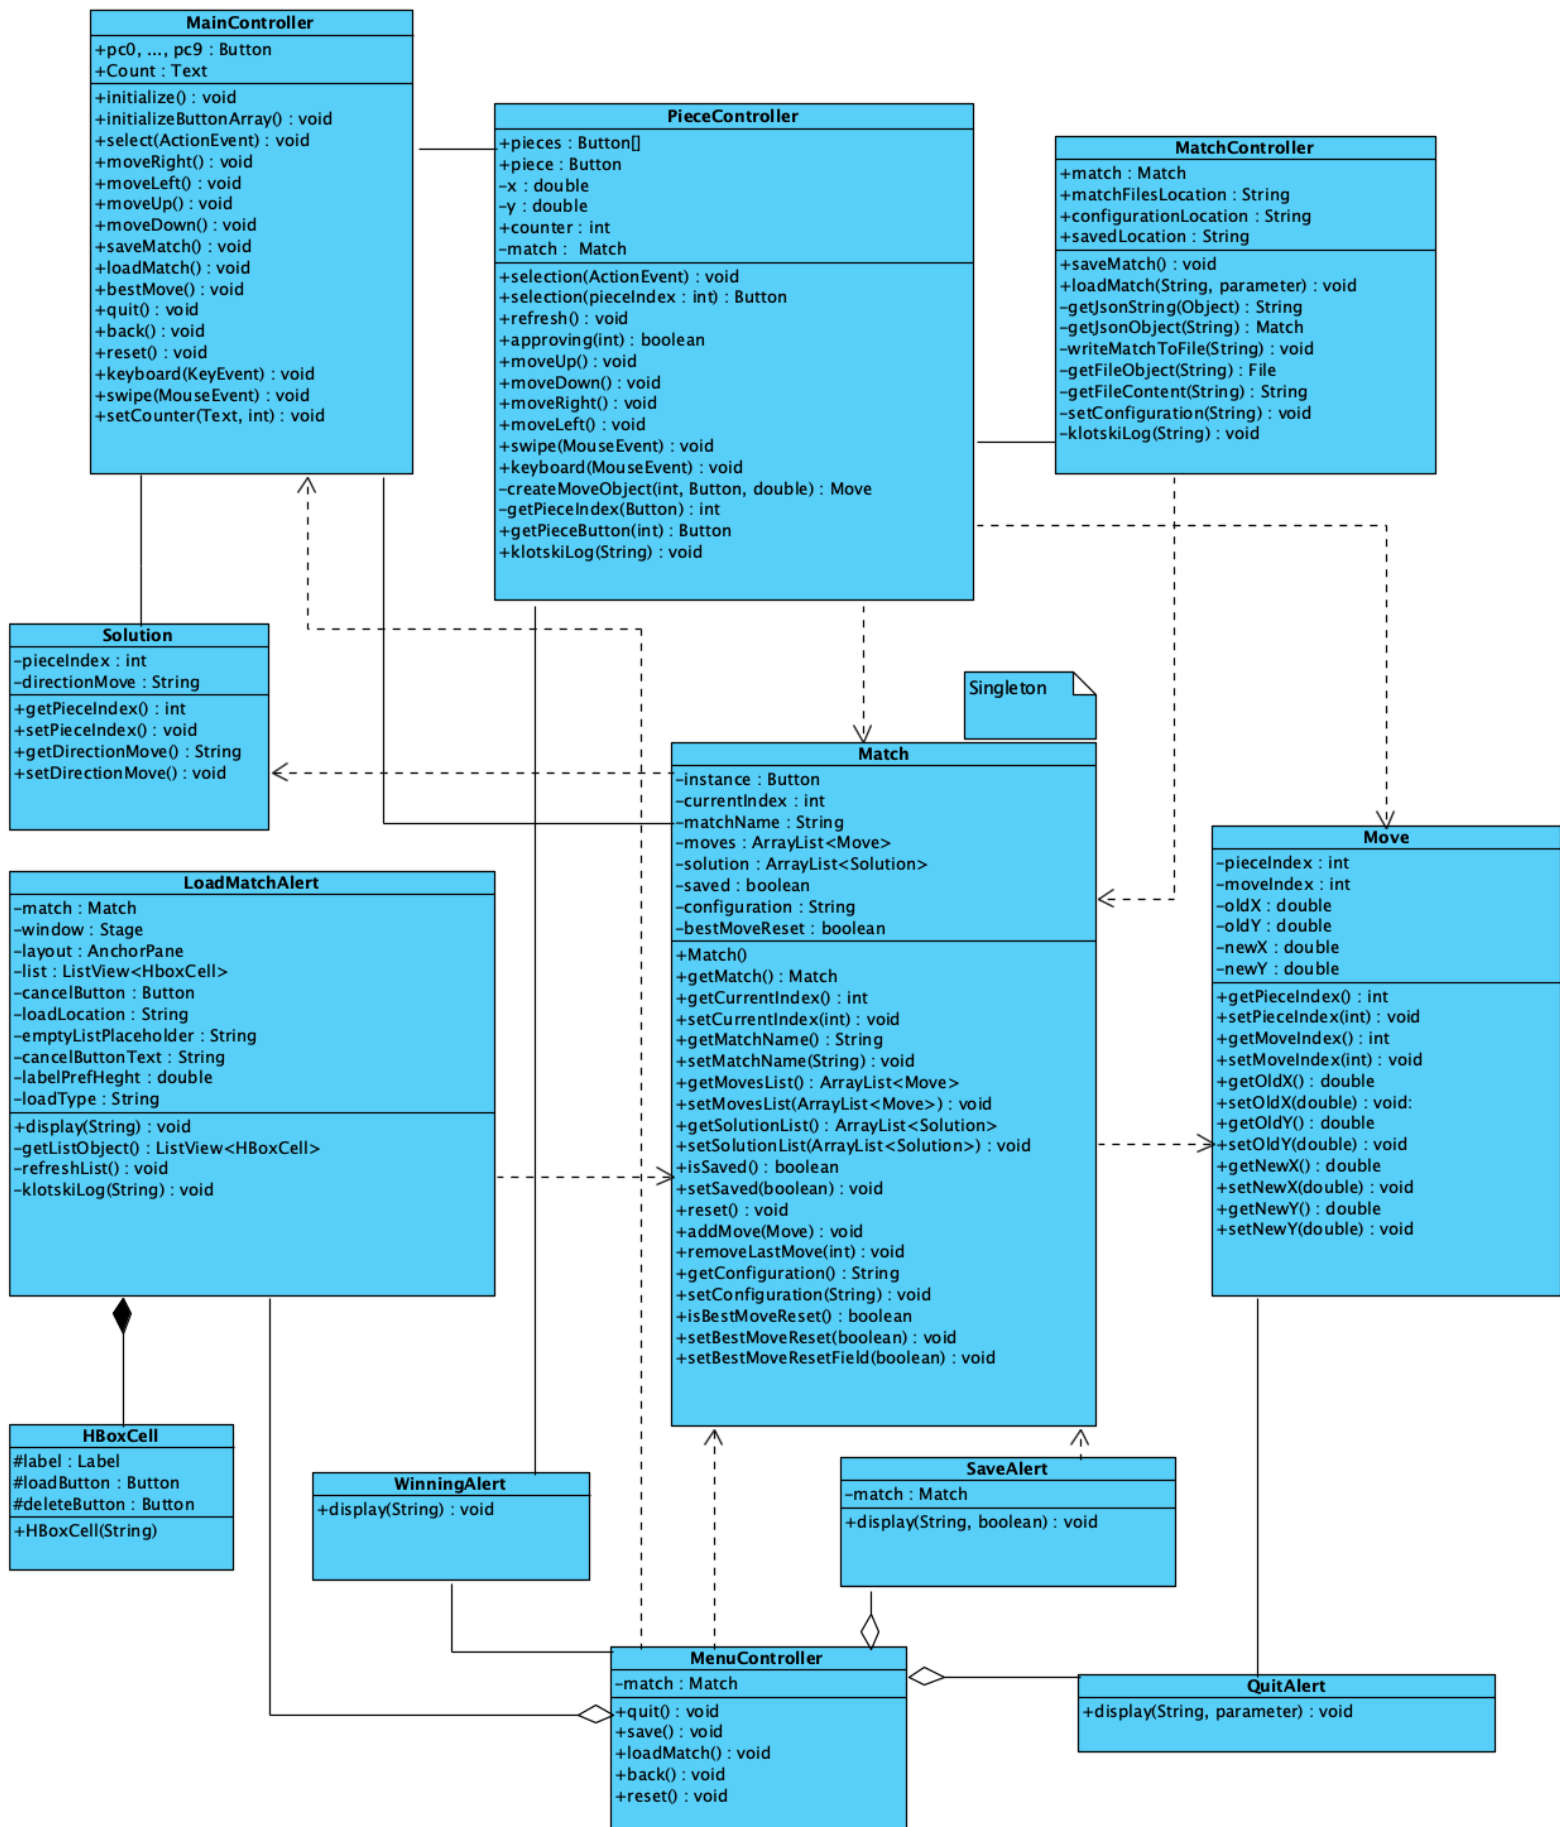 MainController
+pc0, ..., pc9 : Button
+Count : Text
+initialize() : void
+initializeButtonArray() : void
+select(ActionEvent) : void
+moveRight() : void
+moveLeft() : void
+moveUp() : void
+moveDown() : void
+saveMatch() : void
+loadMatch() : void
+bestMove() : void
+quit() : void
+back() : void
+reset() : void
+keyboard(KeyEvent) : void
+swipe(MouseEvent) : void
+setCounter(Text, int) : void
PieceController
+pieces : Button[]
+piece : Button
-x : double
-y : double
+counter : int
-match :  Match
+selection(ActionEvent) : void
+selection(pieceIndex : int) : Button
+refresh() : void
+approving(int) : boolean
+moveUp() : void
+moveDown() : void
+moveRight() : void
+moveLeft() : void
+swipe(MouseEvent) : void
+keyboard(MouseEvent) : void
-createMoveObject(int, Button, double) : Move
-getPieceIndex(Button) : int
+getPieceButton(int) : Button
+klotskiLog(String) : void
MatchController
+match : Match
+matchFilesLocation : String
+configurationLocation : String
+savedLocation : String
+saveMatch() : void
+loadMatch(String, parameter) : void
-getJsonString(Object) : String
-getJsonObject(String) : Match
-writeMatchToFile(String) : void
-getFileObject(String) : File
-getFileContent(String) : String
-setConfiguration(String) : void
-klotskiLog(String) : void
Solution
-pieceIndex : int
-directionMove : String
+getPieceIndex() : int
+setPieceIndex() : void
+getDirectionMove() : String
+setDirectionMove() : void
Singleton
Match
-instance : Button
-currentIndex : int
-matchName : String
-moves : ArrayList<Move>
-solution : ArrayList<Solution>
-saved : boolean
-configuration : String
-bestMoveReset : boolean
+Match()
+getMatch() : Match
+getCurrentIndex() : int
+setCurrentIndex(int) : void
+getMatchName() : String
+setMatchName(String) : void
+getMovesList() : ArrayList<Move>
+setMovesList(ArrayList<Move>) : void
+getSolutionList() : ArrayList<Solution>
+setSolutionList(ArrayList<Solution>) : void
+isSaved() : boolean
+setSaved(boolean) : void
+reset() : void
+addMove(Move) : void
+removeLastMove(int) : void
+getConfiguration() : String
+setConfiguration(String) : void
+isBestMoveReset() : boolean
+setBestMoveReset(boolean) : void
+setBestMoveResetField(boolean) : void
Move
-pieceIndex : int
-moveIndex : int
-oldX : double
-oldY : double
-newX : double
-newY : double
+getPieceIndex() : int
+setPieceIndex(int) : void
+getMoveIndex() : int
+setMoveIndex(int) : void
+getOldX() : double
+setOldX(double) : void:
+getOldY() : double
+setOldY(double) : void
+getNewX() : double
+setNewX(double) : void
+getNewY() : double
+setNewY(double) : void
LoadMatchAlert
-match : Match
-window : Stage
-layout : AnchorPane
-list : ListView<HboxCell>
-cancelButton : Button
-loadLocation : String
-emptyListPlaceholder : String
-cancelButtonText : String
-labelPrefHeght : double
-loadType : String
+display(String) : void
-getListObject() : ListView<HBoxCell>
-refreshList() : void
-klotskiLog(String) : void
HBoxCell
#label : Label
#loadButton : Button
#deleteButton : Button
+HBoxCell(String)
WinningAlert
+display(String) : void
SaveAlert
-match : Match
+display(String, boolean) : void
MenuController
-match : Match
+quit() : void
+save() : void
+loadMatch() : void
+back() : void
+reset() : void
QuitAlert
+display(String, parameter) : void